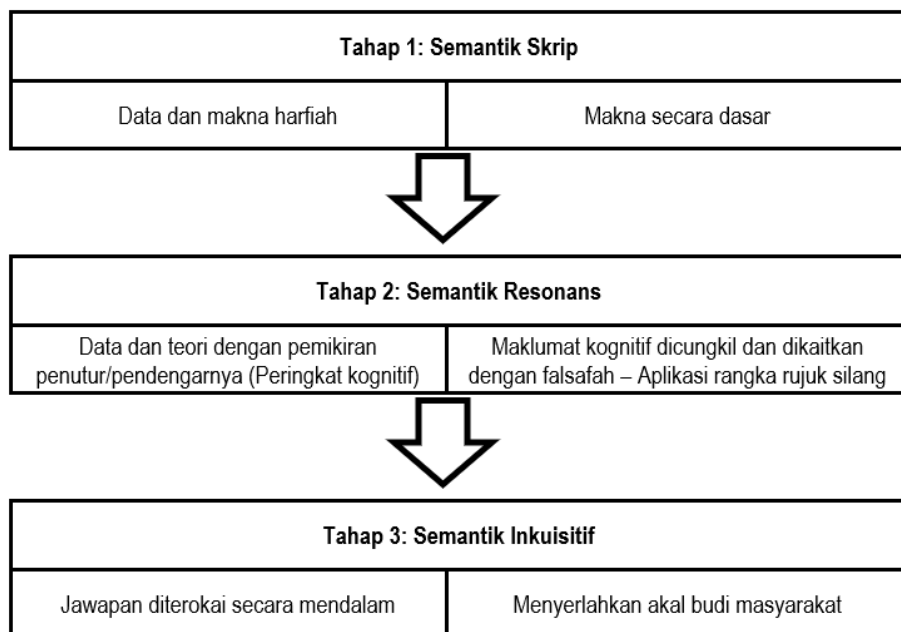 Tahap 1: Semantik Skrip
Data dan makna harfiah
Makna secara dasar
Tahap 2: Semantik Resonans
Data dan teori dengan pemikiran
penutur/pendengarnya (Peringkat kognitif)
Maklumat kognitif dicungkil dan dikaitkan
dengan falsafah – Aplikasi rangka rujuk silang
Tahap 3: Semantik Inkuisitif
Jawapan diterokai secara mendalam
Menyerlahkan akal budi masyarakat